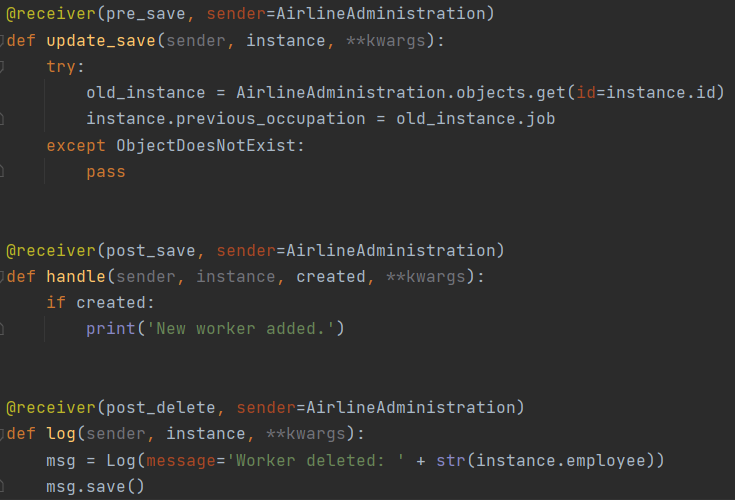 @receiver(pre_save, sender=AirlineAdministration)
def update_save(sender, instance, **kwargs):
    try:
        old_instance = AirlineAdministration.objects.get(id=instance.id)
        instance.previous_occupation = old_instance.job
    except ObjectDoesNotExist:
        pass
@receiver(post_save, sender=AirlineAdministration)
def handle(sender, instance, created, **kwargs):
    if created:
        print('New worker added.')
@receiver(post_delete, sender=AirlineAdministration)
def log(sender, instance, **kwargs):
    msg = Log(message='Worker deleted: ' + str(instance.employee))
    msg.save()